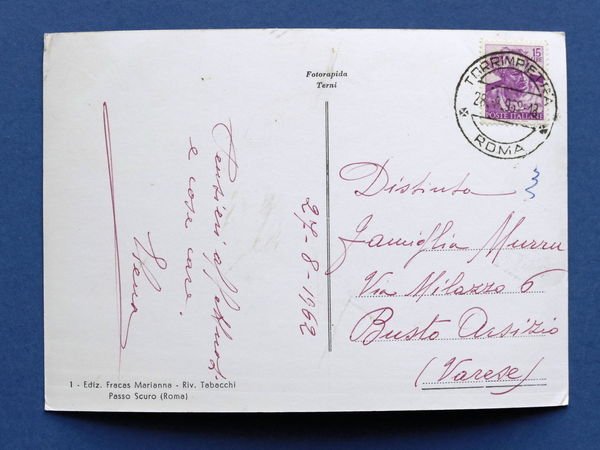 Fotorapida
Terni
15
POSTE ITALIANE
TORRIMPIETRA
ROMA
Pensieri affettuosi
e cose care.
27-8-1962
Distinta
Famiglia Murru
Via Milazzo 6
Busto Arsizio
(Varese)
1 - Ediz. Fracas Marianna - Riv. Tabacchi
Passo Scuro (Roma)